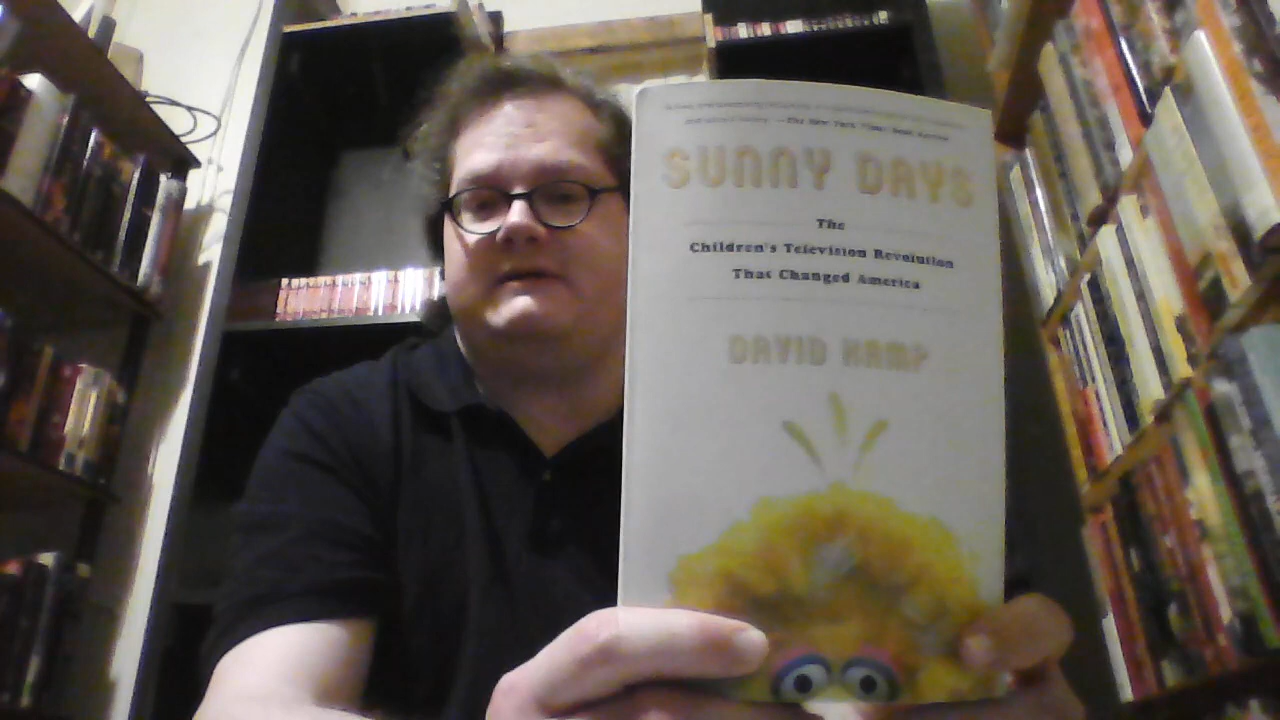 —The New York Times Book Review
SUNNY DAYS
The
Children's Television Revolution
That Changed America
DAVID KAMP